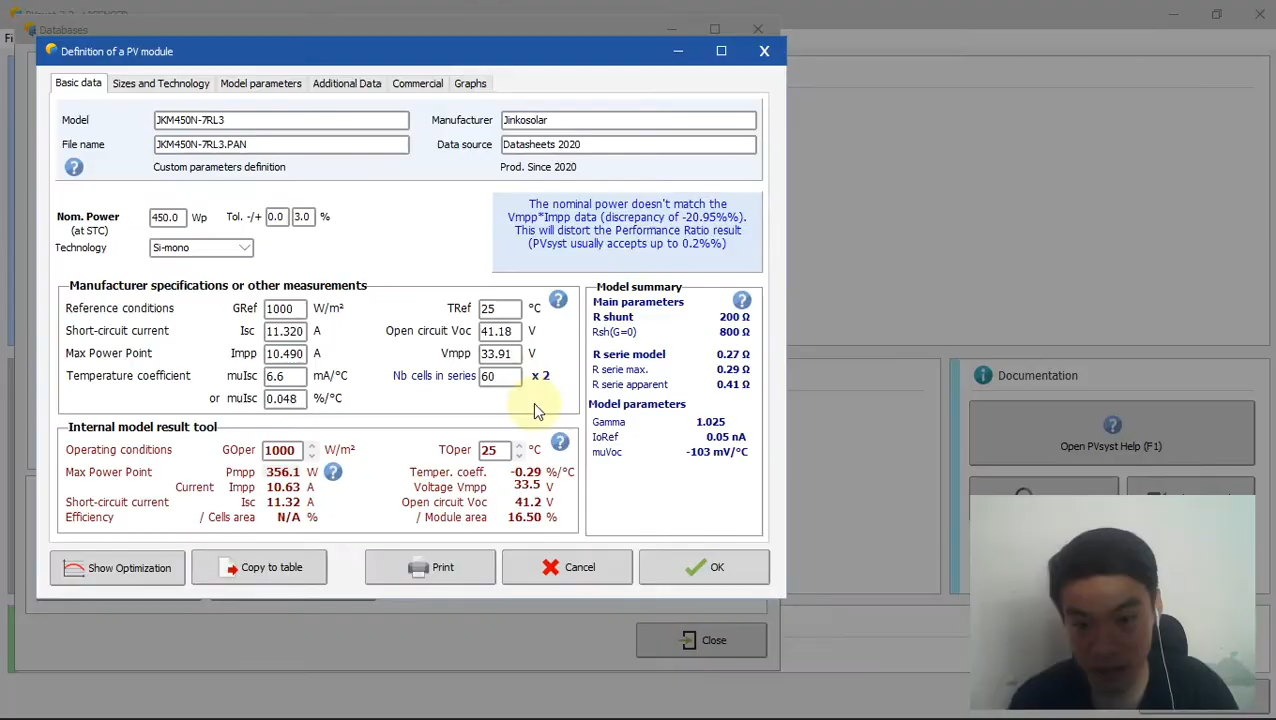 Databases
Definition of a PV module
Basic data
Sizes and Technology
Model parameters
Additional Data
Commercial
Graphs
Model
JKM450N-7RL3
Manufacturer
Jinkosolar
File name
JKM450N-7RL3.PAN
Data source
Datasheets 2020
Custom parameters definition
Prod. Since 2020
Nom. Power
450.0 Wp
Tol. -/+ 0.0 3.0 %
(at STC)
Technology
Si-mono
The nominal power doesn't match the
Vmpp*Impp data (discrepancy of -20.95%%).
This will distort the Performance Ratio result
(PVsyst usually accepts up to 0.2%%)
Manufacturer specifications or other measurements
Reference conditions GRef 1000 W/m² TRef 25 °C
Short-circuit current Isc 11.320 A Open circuit Voc 41.18 V
Max Power Point Impp 10.490 A Vmpp 33.91 V
Temperature coefficient muIsc 6.6 mA/°C Nb cells in series 60 x 2
or muIsc 0.048 %/°C
Model summary
Main parameters
R shunt 200 Ω
Rsh(G=0) 800 Ω
R serie model 0.27 Ω
R serie max. 0.29 Ω
R serie apparent 0.41 Ω
Model parameters
Gamma 1.025
IoRef 0.05 nA
muVoc -103 mV/°C
Internal model result tool
Operating conditions GOper 1000 W/m² TOper 25 °C
Max Power Point Pmpp 356.1 W Temper. coeff. -0.29 %/°C
Current Impp 10.63 A Voltage Vmpp 33.5 V
Short-circuit current Isc 11.32 A Open circuit Voc 41.2 V
Efficiency / Cells area N/A % / Module area 16.50 %
Show Optimization
Copy to table
Print
Cancel
OK
Close
Documentation
Open PVsyst Help (F1)